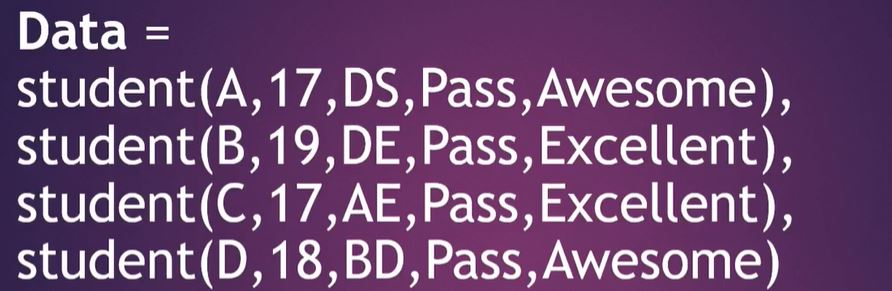 Data =
student(A,17,DS,Pass,Awesome),
student(B,19,DE,Pass,Excellent),
student(C,17,AE,Pass,Excellent),
student(D,18,BD,Pass,Awesome)